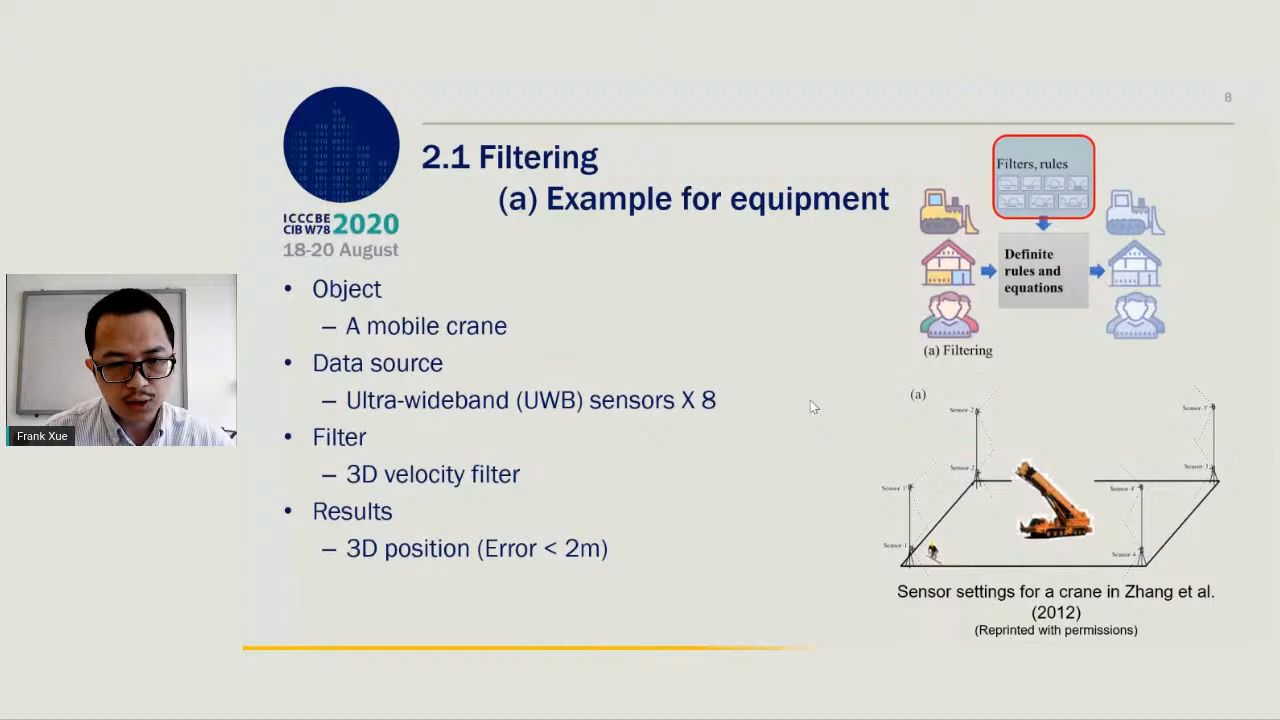 8
2.1 Filtering
(a) Example for equipment
ICCCBE
CIB W78 2020
18-20 August
• Object
– A mobile crane
• Data source
– Ultra-wideband (UWB) sensors X 8
• Filter
– 3D velocity filter
• Results
– 3D position (Error < 2m)
Filters, rules
Definite
rules and
equations
(a) Filtering
(a)
Sensor-2'
Sensor-3'
Sensor-2
Sensor-3
Sensor-1'
Sensor-4'
Sensor-1
Sensor-4
Sensor settings for a crane in Zhang et al.
(2012)
(Reprinted with permissions)
Frank Xue